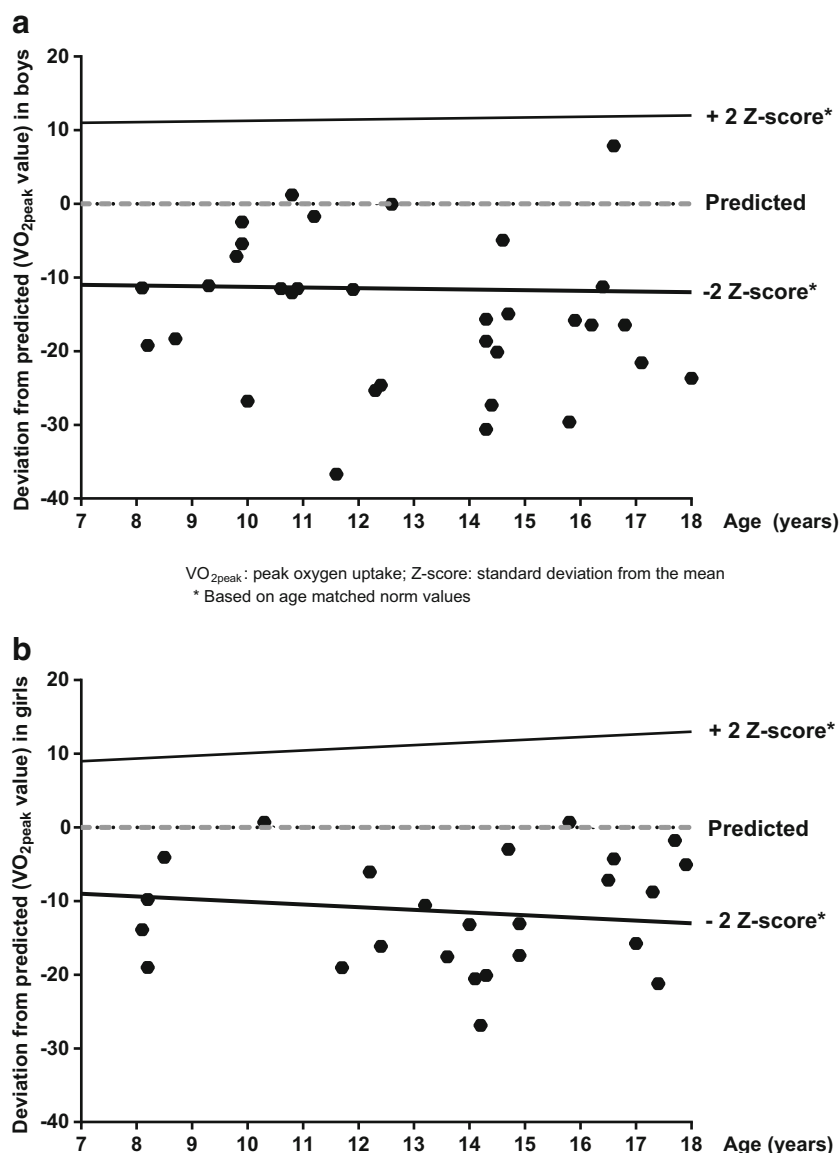 a
Deviation from predicted (VO2peak value) in boys
20
10
0
-10
-20
-30
-40
+ 2 Z-score*
Predicted
-2 Z-score*
7 8 9 10 11 12 13 14 15 16 17 18 Age (years)
VO2peak: peak oxygen uptake; Z-score: standard deviation from the mean
* Based on age matched norm values
b
Deviation from predicted (VO2peak value) in girls
20
10
0
-10
-20
-30
-40
+ 2 Z-score*
Predicted
- 2 Z-score*
7 8 9 10 11 12 13 14 15 16 17 18 Age (years)